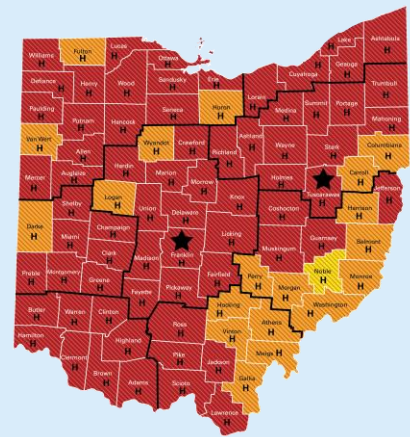 Ashtabula
H
Lake
H
Lucas
H
Fulton
H
Williams
H
Ottawa
H
Geauga
H
Cuyahoga
H
Erie
H
Wood
H
Sandusky
H
Lorain
H
Trumbull
H
Defiance
H
Henry
H
Portage
H
Summit
H
Medina
H
Huron
H
Seneca
H
Paulding
H
Mahoning
H
Hancock
H
Putnam
H
Ashland
H
Van Wert
H
Wyandot
H
Crawford
H
Richland
H
Wayne
H
Stark
H
Columbiana
H
Allen
H
Hardin
H
Carroll
H
Mercer
H
Auglaize
H
Marion
H
Holmes
H
Tuscarawas
H
Jefferson
H
Morrow
H
Logan
H
Knox
H
Shelby
H
Union
H
Coshocton
H
Harrison
H
Delaware
H
Darke
H
Champaign
H
Miami
H
Licking
H
Guernsey
H
Belmont
H
Muskingum
H
Franklin
H
Clark
H
Madison
H
Noble
H
Monroe
H
Preble
H
Montgomery
H
Fairfield
H
Perry
H
Greene
H
Pickaway
H
Morgan
H
Fayette
H
Washington
H
Hocking
H
Butler
H
Warren
H
Clinton
H
Ross
H
Athens
H
Vinton
H
Hamilton
H
Highland
H
Clermont
H
Pike
H
Meigs
H
Jackson
H
Brown
H
Adams
H
Scioto
H
Gallia
H
Lawrence
H